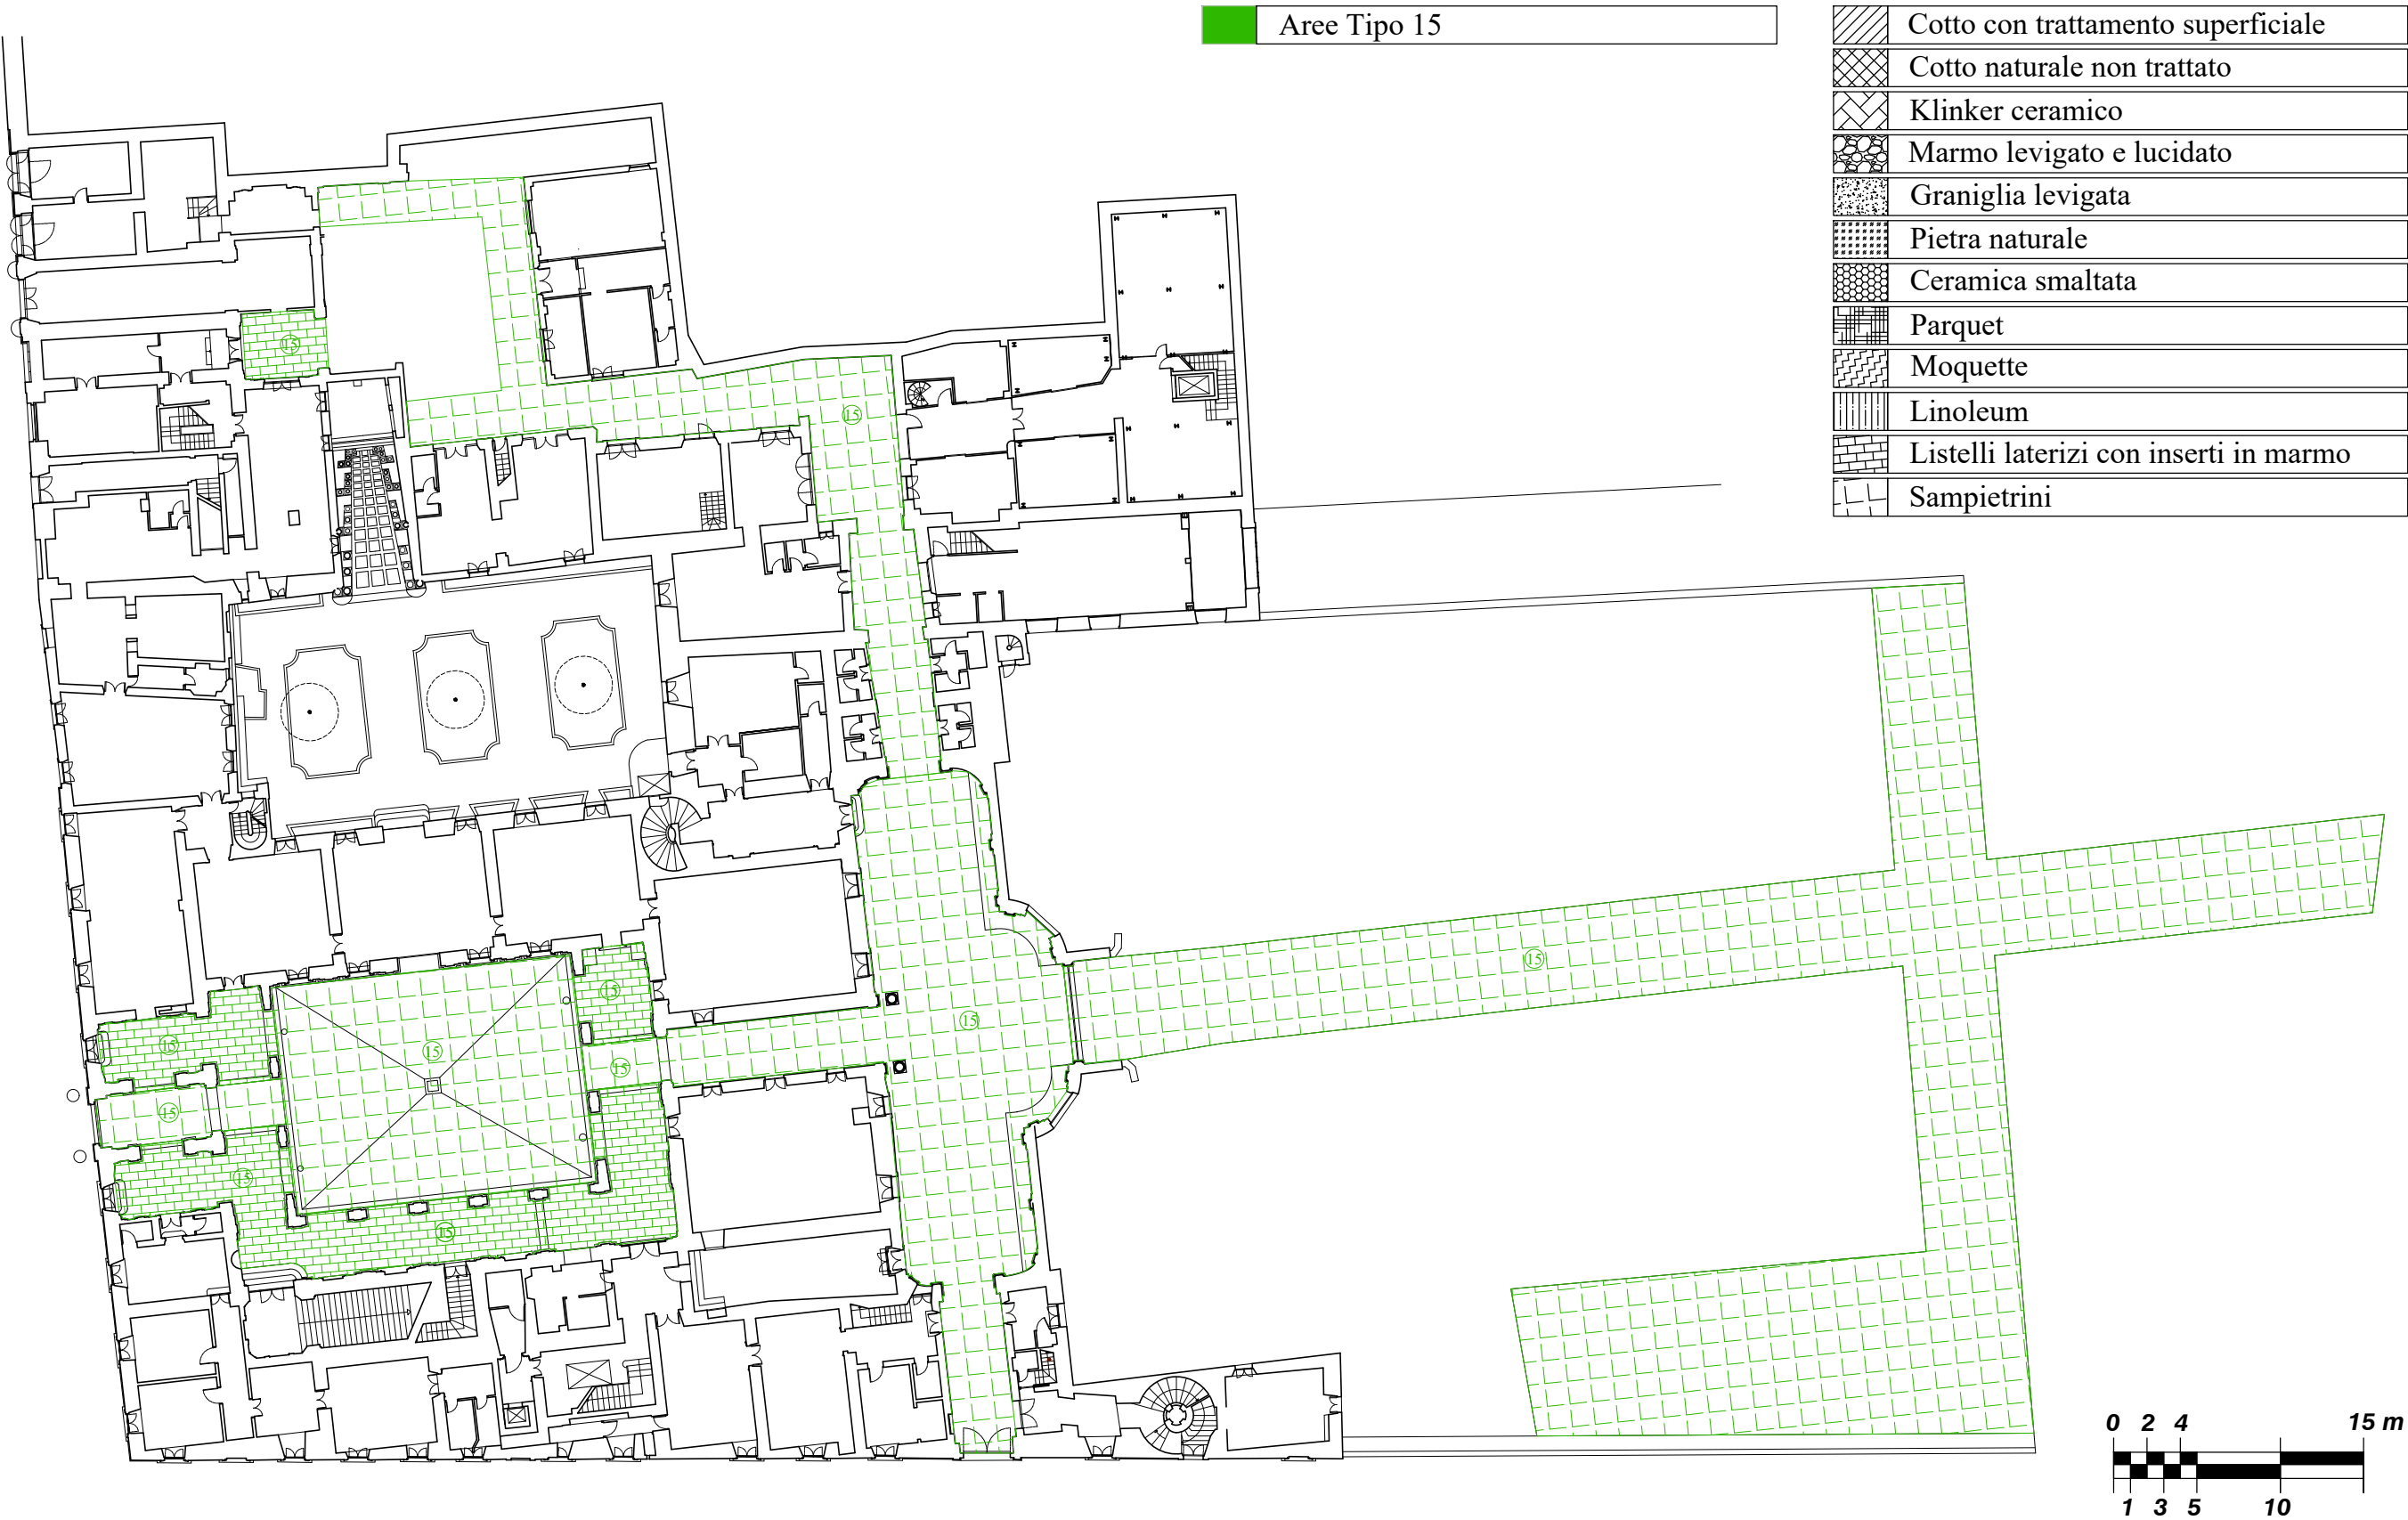 Aree Tipo 15
Cotto con trattamento superficiale
Cotto naturale non trattato
Klinker ceramico
Marmo levigato e lucidato
Graniglia levigata
Pietra naturale
Ceramica smaltata
Parquet
Moquette
Linoleum
Listelli laterizi con inserti in marmo
Sampietrini
15
15
15
15
15
15
15
15
15
15
15
0 2 4 15 m
1 3 5 10